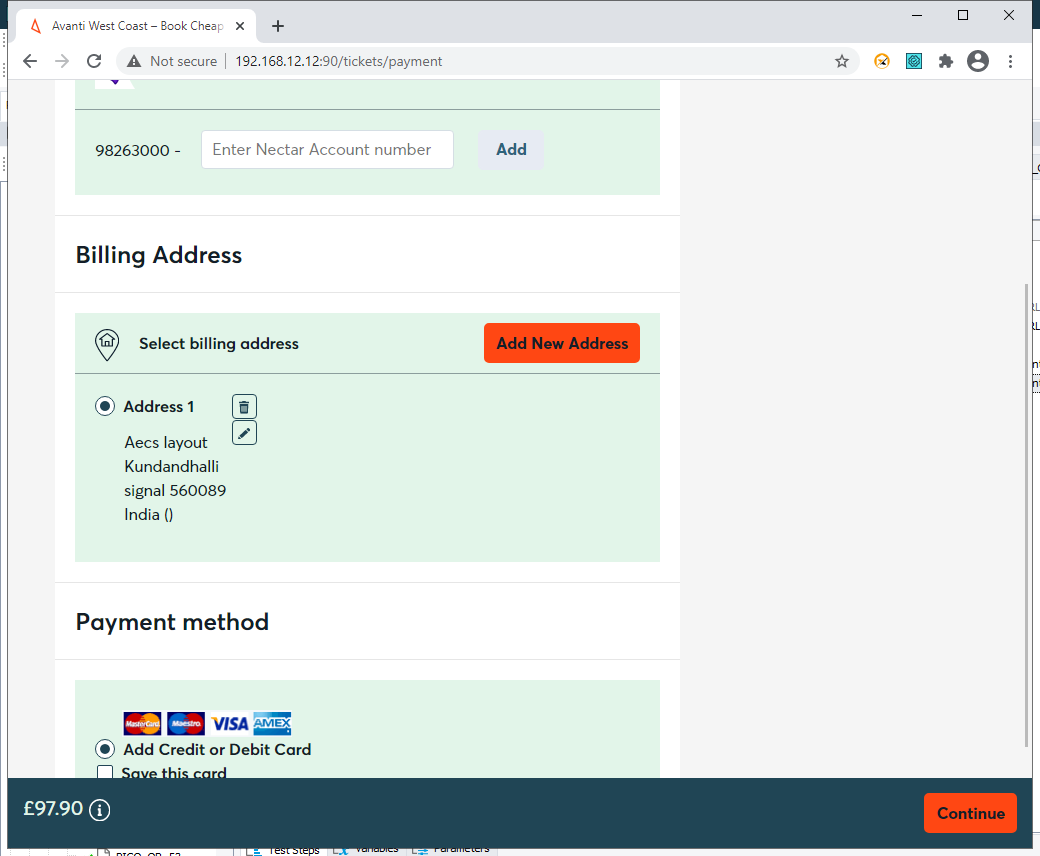 Avanti West Coast – Book Cheap
Not secure
192.168.12.12:90/tickets/payment
98263000 -
Enter Nectar Account number
Add
Billing Address
Select billing address
Add New Address
Address 1
Aecs layout
Kundandhalli
signal 560089
India ()
Payment method
MasterCard
Maestro
VISA
AMEX
Add Credit or Debit Card
Save this card
£97.90
Continue
Test Steps
Variables
Parameters